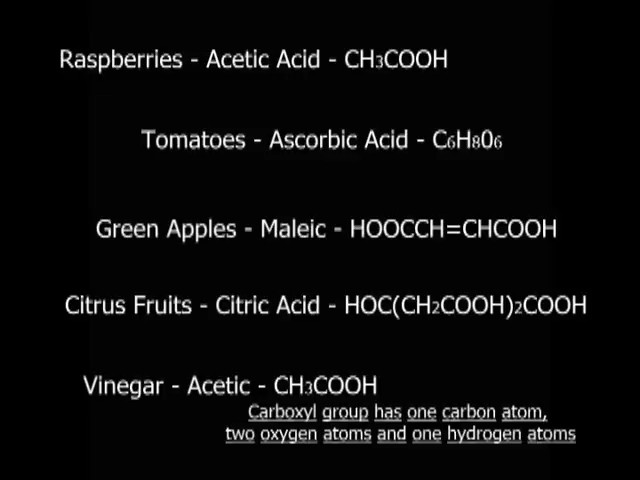 Raspberries - Acetic Acid - CH₃COOH
Tomatoes - Ascorbic Acid - C₆H₈0₆
Green Apples - Maleic - HOOCCH=CHCOOH
Citrus Fruits - Citric Acid - HOC(CH₂COOH)₂COOH
Vinegar - Acetic - CH₃COOH
Carboxyl group has one carbon atom,
two oxygen atoms and one hydrogen atoms